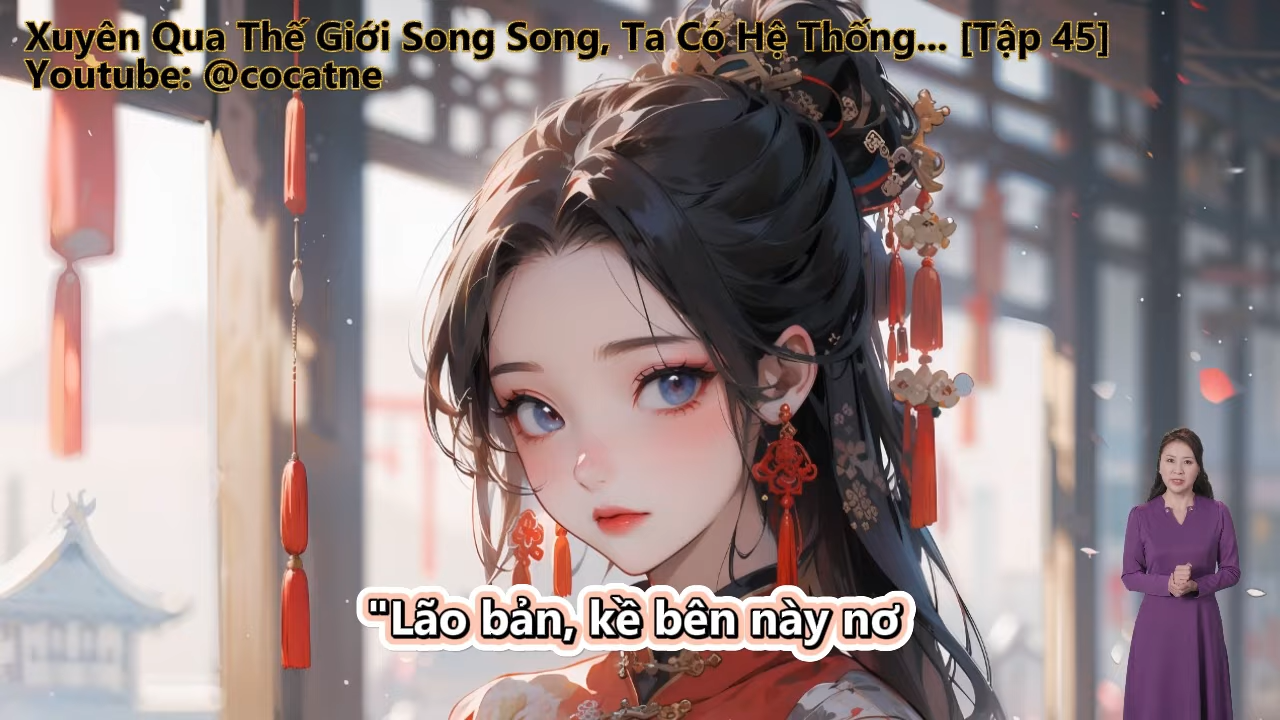 Xuyên Qua Thế Giới Song Song, Ta Có Hệ Thống... [Tập 45]
Youtube: @cocatne
"Lão bản, kề bên này nơ